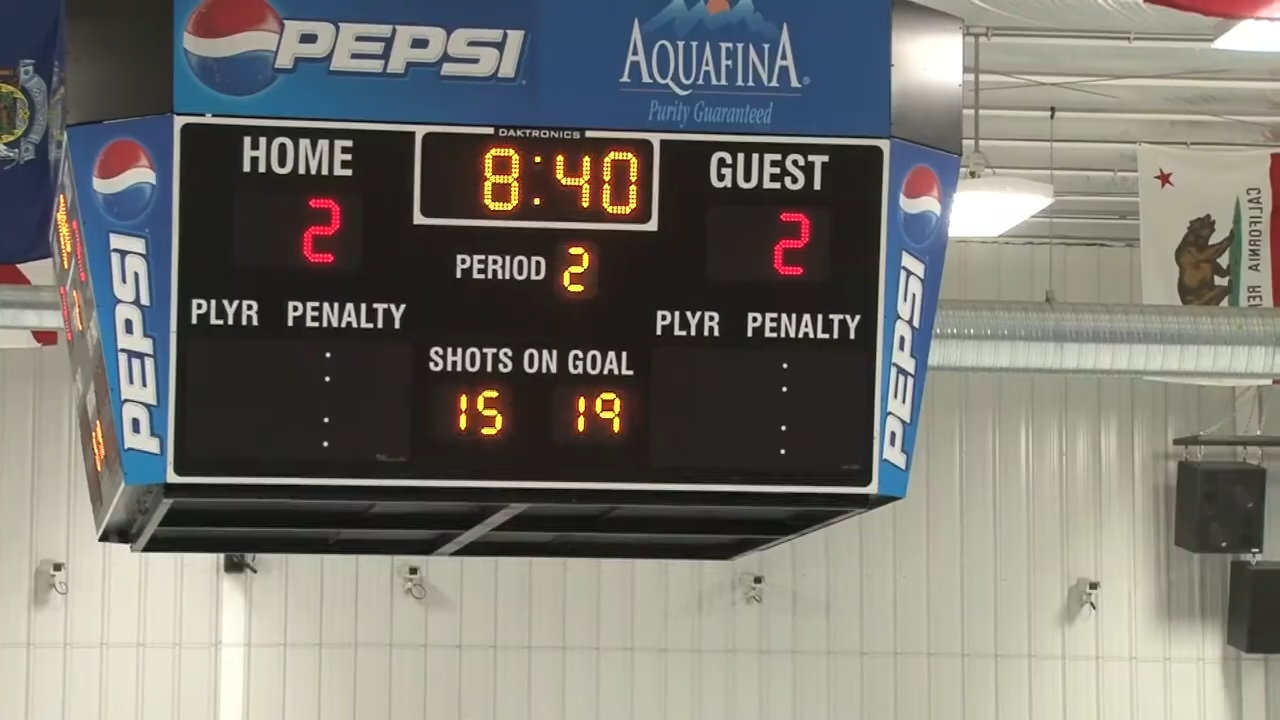 PEPSI
AQUAFINA
Purity Guaranteed
DAKTRONICS
HOME 8:40 GUEST
2 2
PERIOD 2
PLYR PENALTY
PLYR PENALTY
SHOTS ON GOAL
15 19
PEPSI
PEPSI
CALIFORNIA